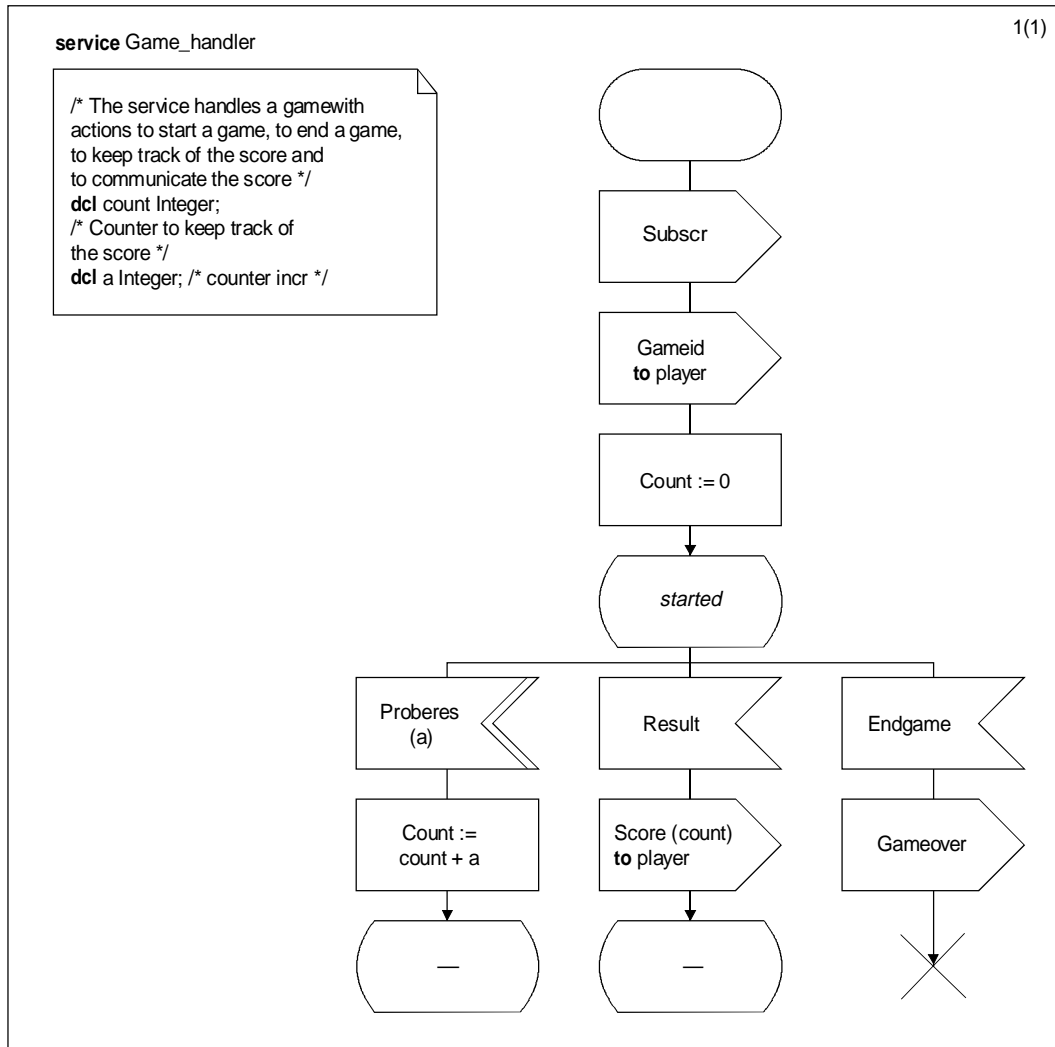 1(1)
service Game_handler
/* The service handles a gamewith
actions to start a game, to end a game,
to keep track of the score and
to communicate the score */
dcl count Integer;
/* Counter to keep track of
the score */
dcl a Integer; /* counter incr */
Subscr
Gameid
to player
Count := 0
started
Proberes
(a)
Result
Endgame
Count :=
count + a
Score (count)
to player
Gameover
—
—